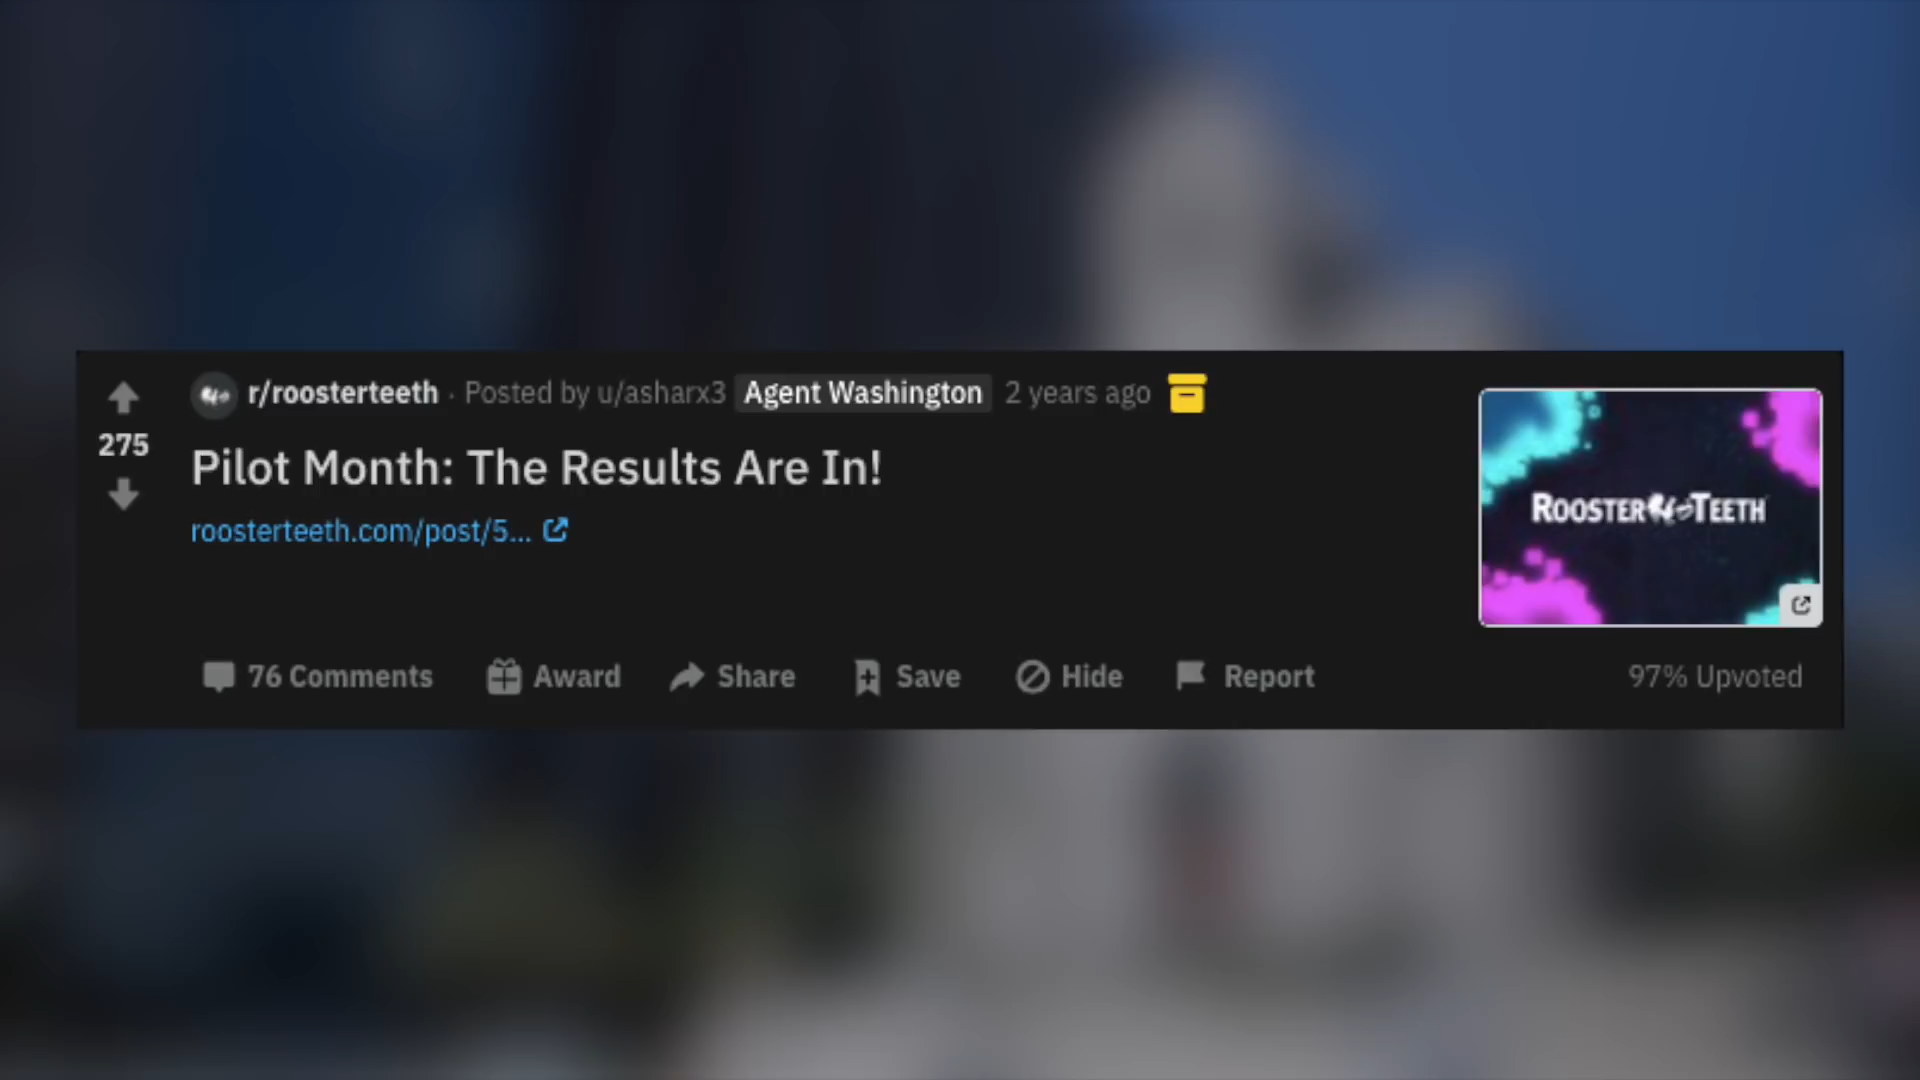 r/roosterteeth · Posted by u/asharx3 Agent Washington 2 years ago
275
Pilot Month: The Results Are In!
roosterteeth.com/post/5...
ROOSTER TEETH
76 Comments Award Share Save Hide Report 97% Upvoted